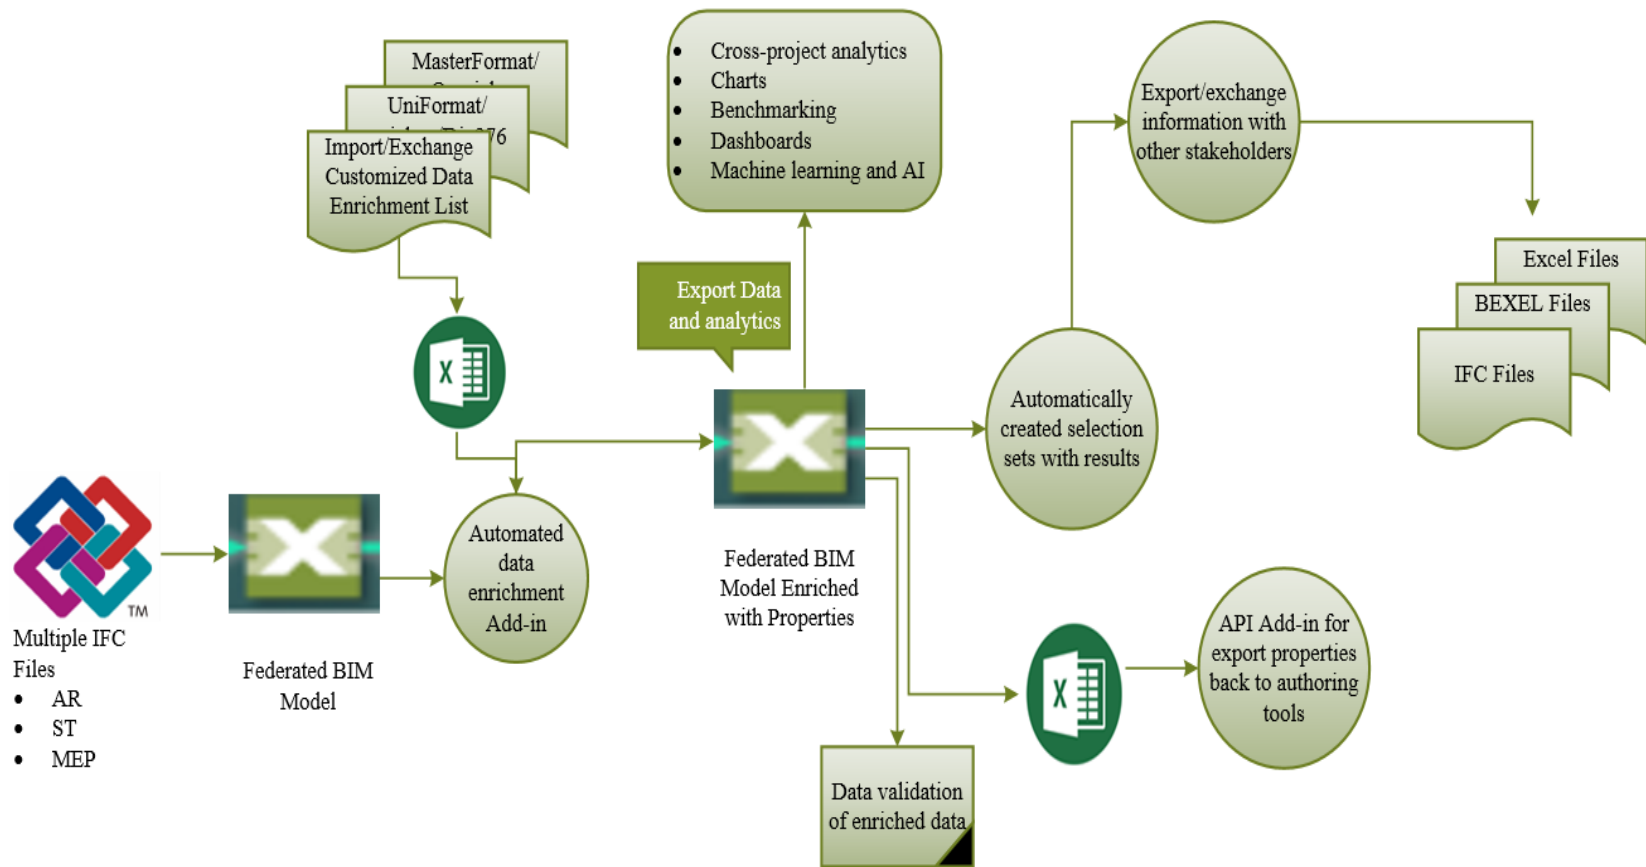 MasterFormat/
UniFormat/
Import/Exchange
Customized Data
Enrichment List
• Cross-project analytics
• Charts
• Benchmarking
• Dashboards
• Machine learning and AI
Export Data
and analytics
Export/exchange
information with
other stakeholders
Excel Files
BEXEL Files
IFC Files
X
Automatically
created selection
sets with results
Automated
data
enrichment
Add-in
TM
Multiple IFC
Files
• AR
• ST
• MEP
Federated BIM
Model
Federated BIM
Model Enriched
with Properties
X
API Add-in for
export properties
back to authoring
tools
Data validation
of enriched data